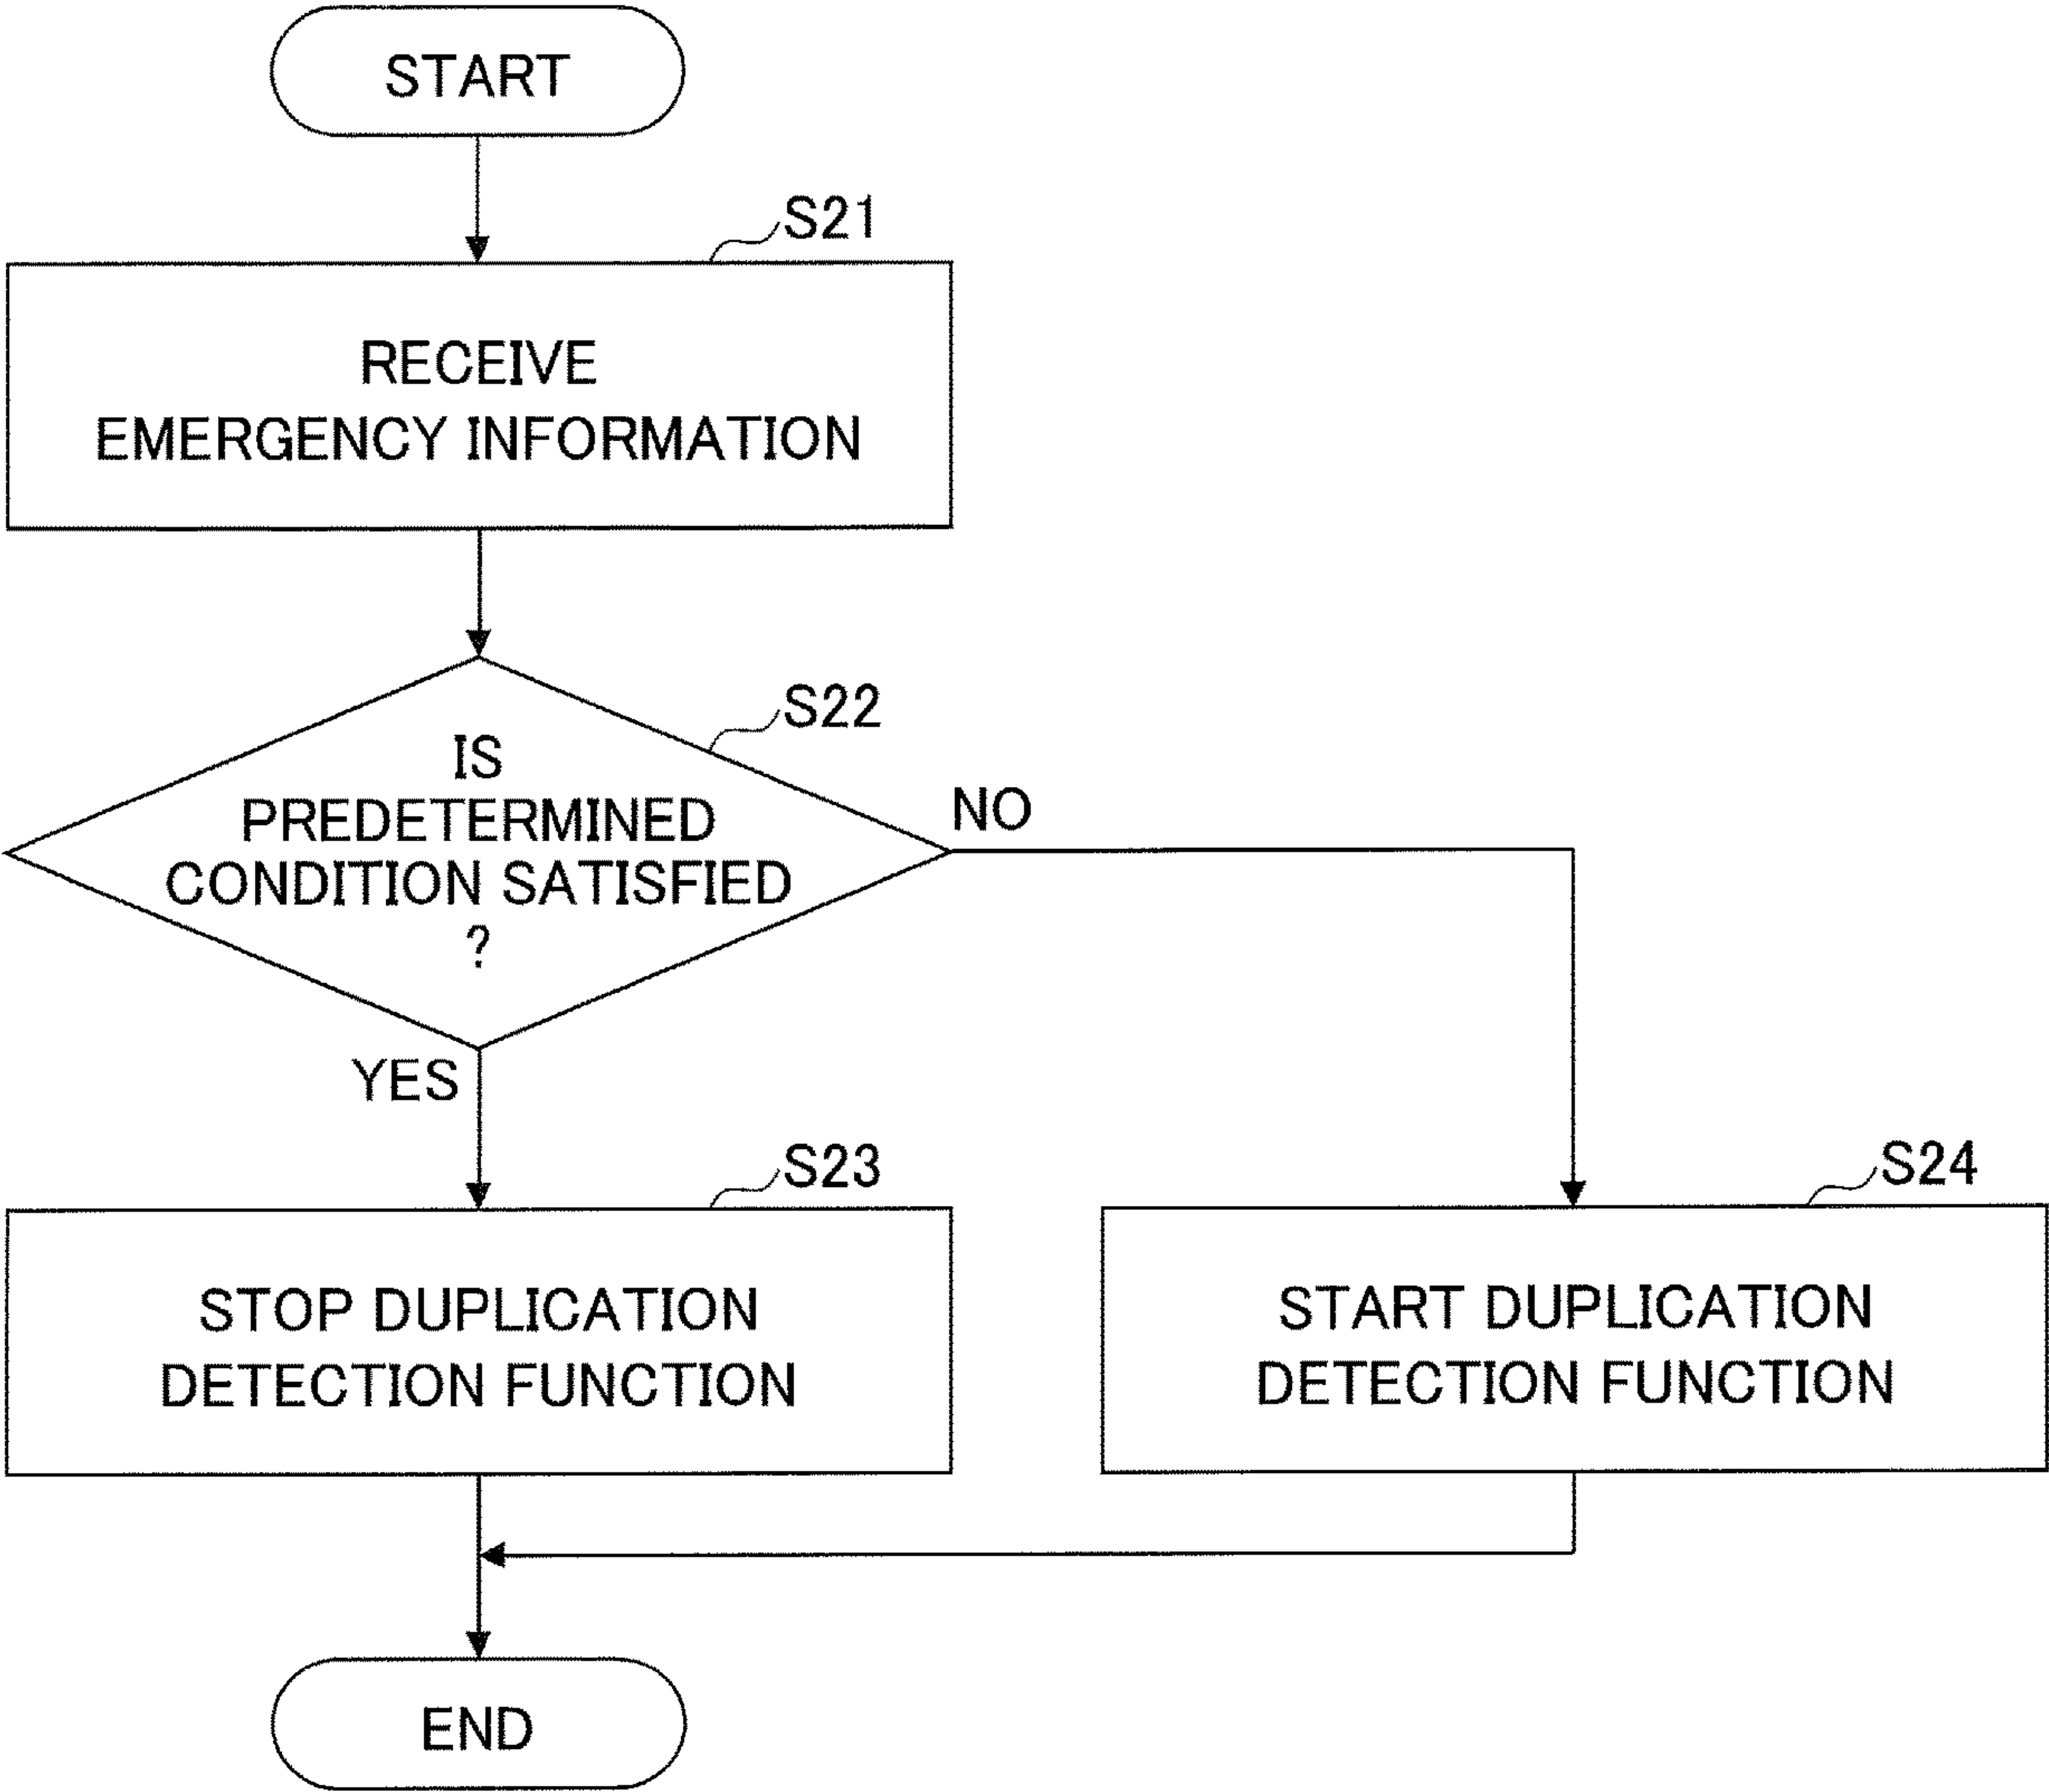 START
S21
RECEIVE
EMERGENCY INFORMATION
S22
IS
PREDETERMINED
CONDITION SATISFIED
?
NO
YES
S23
STOP DUPLICATION
DETECTION FUNCTION
S24
START DUPLICATION
DETECTION FUNCTION
END